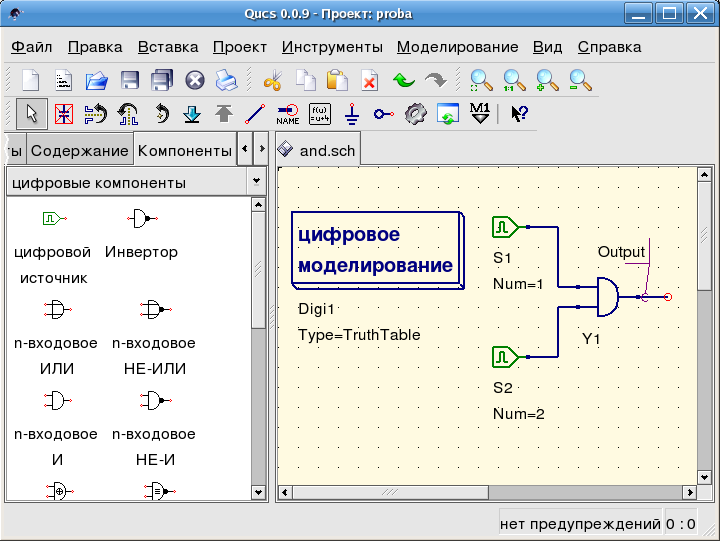 Qucs 0.0.9 - Проект: proba
Файл Правка Вставка Проект Инструменты Моделирование Вид Справка
1:1
NAME
f(ω)
=u+4
M1
ты Содержание Компоненты
and.sch
цифровые компоненты
цифровой
источник
Инвертор
n-входовое
ИЛИ
n-входовое
НЕ-ИЛИ
n-входовое
И
n-входовое
НЕ-И
цифровое
моделирование
Digi1
Type=TruthTable
S1
Num=1
Output
Y1
S2
Num=2
нет предупреждений 0 : 0